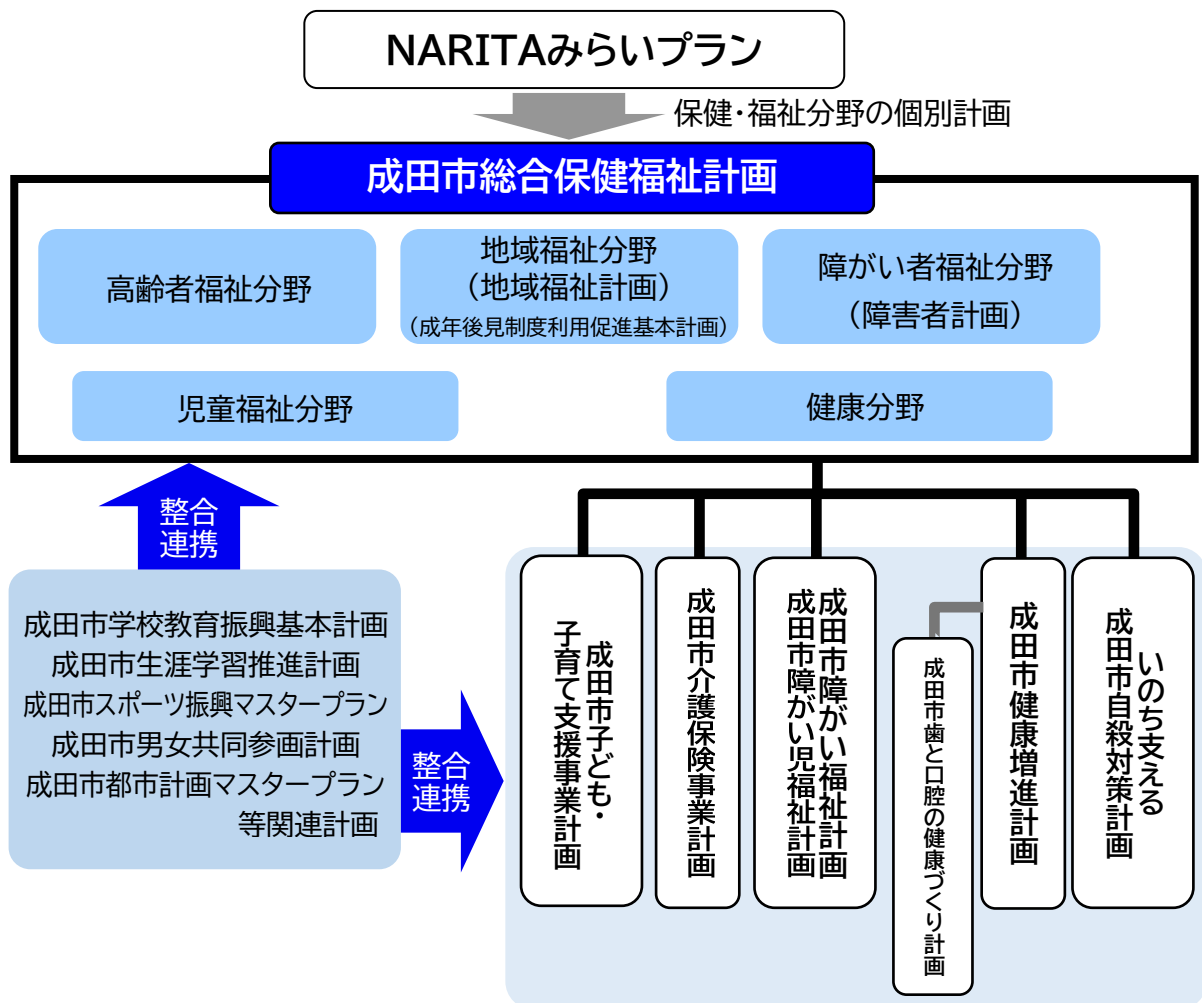 NARITAみらいプラン
保健・福祉分野の個別計画
成田市総合保健福祉計画
高齢者福祉分野
地域福祉分野
（地域福祉計画）
（成年後見制度利用促進基本計画）
障がい者福祉分野
（障害者計画）
児童福祉分野
健康分野
整合
連携
成田市学校教育振興基本計画
成田市生涯学習推進計画
成田市スポーツ振興マスタープラン
成田市男女共同参画計画
成田市都市計画マスタープラン
等関連計画
整合
連携
成田市子ども・
子育て支援事業計画
成田市介護保険事業計画
成田市障がい福祉計画
成田市障がい児福祉計画
成田市歯と口腔の健康づくり計画
成田市健康増進計画
いのち支える
成田市自殺対策計画